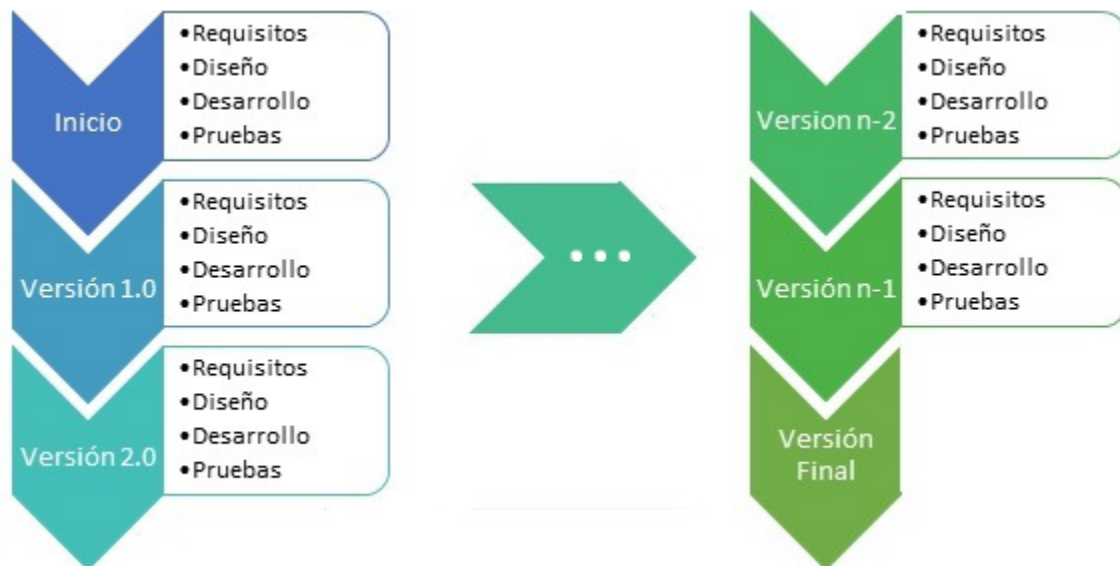 Inicio
•Requisitos
•Diseño
•Desarrollo
•Pruebas
Versión 1.0
•Requisitos
•Diseño
•Desarrollo
•Pruebas
Versión 2.0
•Requisitos
•Diseño
•Desarrollo
•Pruebas
...
Version n-2
•Requisitos
•Diseño
•Desarrollo
•Pruebas
Versión n-1
•Requisitos
•Diseño
•Desarrollo
•Pruebas
Versión
Final